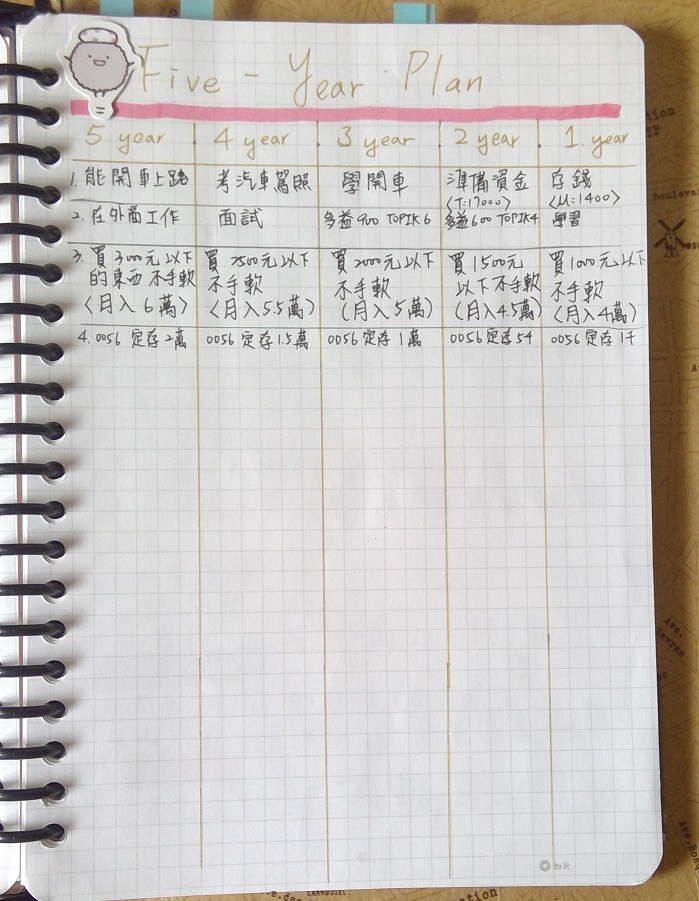 Five-Year Plan
5 year 4 year 3 year 2 year 1 year
1. 能開車上路 考汽車駕照 學開車 準備資金 存錢
<T:17000> <M:1400>
2. 在外商工作 面試 多益900 TOPIK6 多益600 TOPIK4 學習
3. 買3000元以下 買2500元以下 買2000元以下 買1500元 買1000元以下
的東西不手軟 不手軟 不手軟 以下不手軟 不手軟
<月入6萬> <月入5.5萬> (月入5萬) (月入4.5萬) (月入4萬)
4. 0056 定存2萬 0056 定存1.5萬 0056 定存1萬 0056 定存5千 0056 定存1千